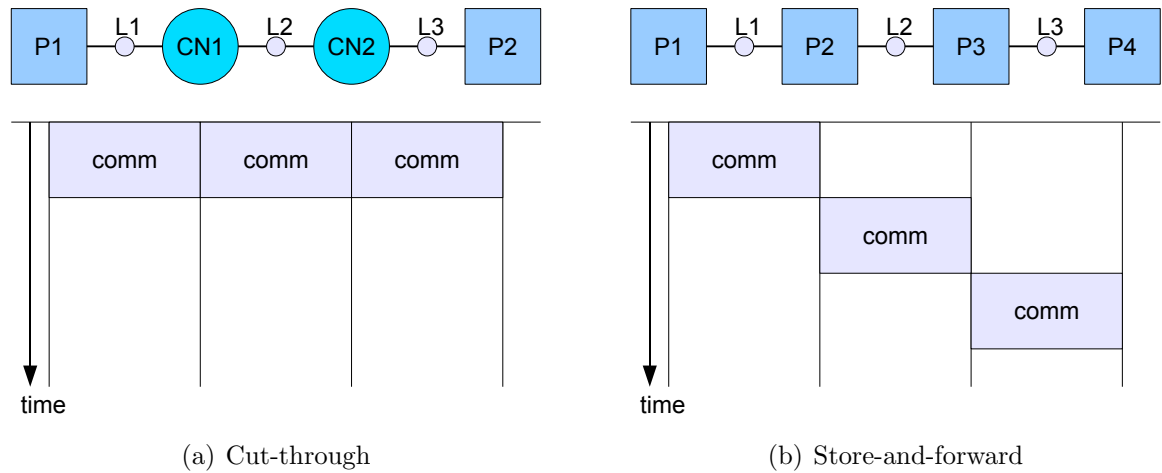 L1 L2 L3
P1 CN1 CN2 P2
comm comm comm
time
(a) Cut-through
L1 L2 L3
P1 P2 P3 P4
comm
comm
comm
time
(b) Store-and-forward